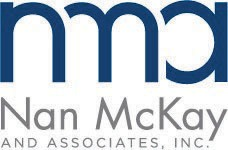 nma
Nan McKay
AND ASSOCIATES, INC.